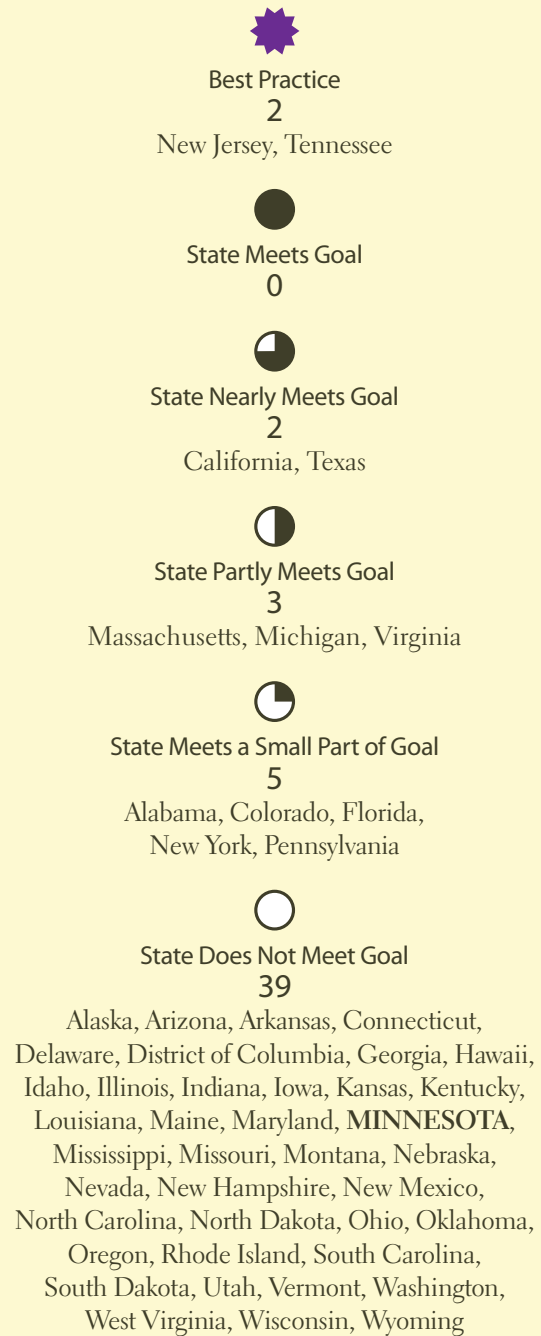 Best Practice
2
New Jersey, Tennessee
State Meets Goal
0
State Nearly Meets Goal
2
California, Texas
State Partly Meets Goal
3
Massachusetts, Michigan, Virginia
State Meets a Small Part of Goal
5
Alabama, Colorado, Florida,
New York, Pennsylvania
State Does Not Meet Goal
39
Alaska, Arizona, Arkansas, Connecticut,
Delaware, District of Columbia, Georgia, Hawaii,
Idaho, Illinois, Indiana, Iowa, Kansas, Kentucky,
Louisiana, Maine, Maryland, MINNESOTA,
Mississippi, Missouri, Montana, Nebraska,
Nevada, New Hampshire, New Mexico,
North Carolina, North Dakota, Ohio, Oklahoma,
Oregon, Rhode Island, South Carolina,
South Dakota, Utah, Vermont, Washington,
West Virginia, Wisconsin, Wyoming